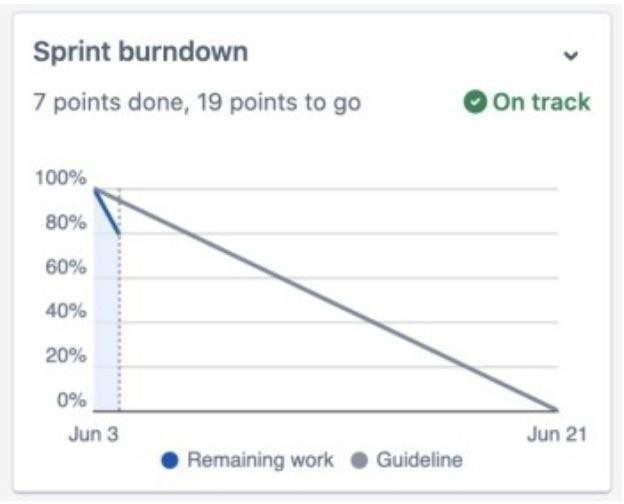 Sprint burndown
7 points done, 19 points to go
On track
100%
80%
60%
40%
20%
0%
Jun 3
Jun 21
Remaining work
Guideline